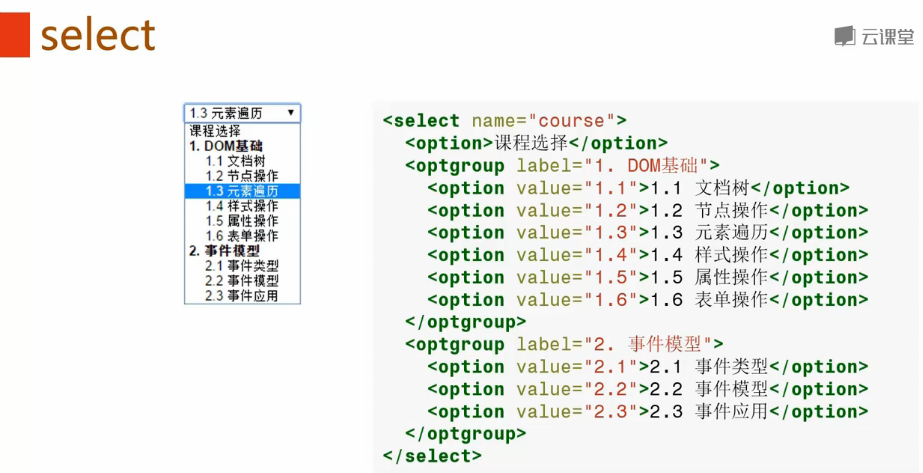 select
云课堂
1.3 元素遍历
课程选择
1. DOM基础
1.1 文档树
1.2 节点操作
1.3 元素遍历
1.4 样式操作
1.5 属性操作
1.6 表单操作
2. 事件模型
2.1 事件类型
2.2 事件模型
2.3 事件应用
<select name="course">
<option>课程选择</option>
<optgroup label="1. DOM基础">
<option value="1.1">1.1 文档树</option>
<option value="1.2">1.2 节点操作</option>
<option value="1.3">1.3 元素遍历</option>
<option value="1.4">1.4 样式操作</option>
<option value="1.5">1.5 属性操作</option>
<option value="1.6">1.6 表单操作</option>
</optgroup>
<optgroup label="2. 事件模型">
<option value="2.1">2.1 事件类型</option>
<option value="2.2">2.2 事件模型</option>
<option value="2.3">2.3 事件应用</option>
</optgroup>
</select>